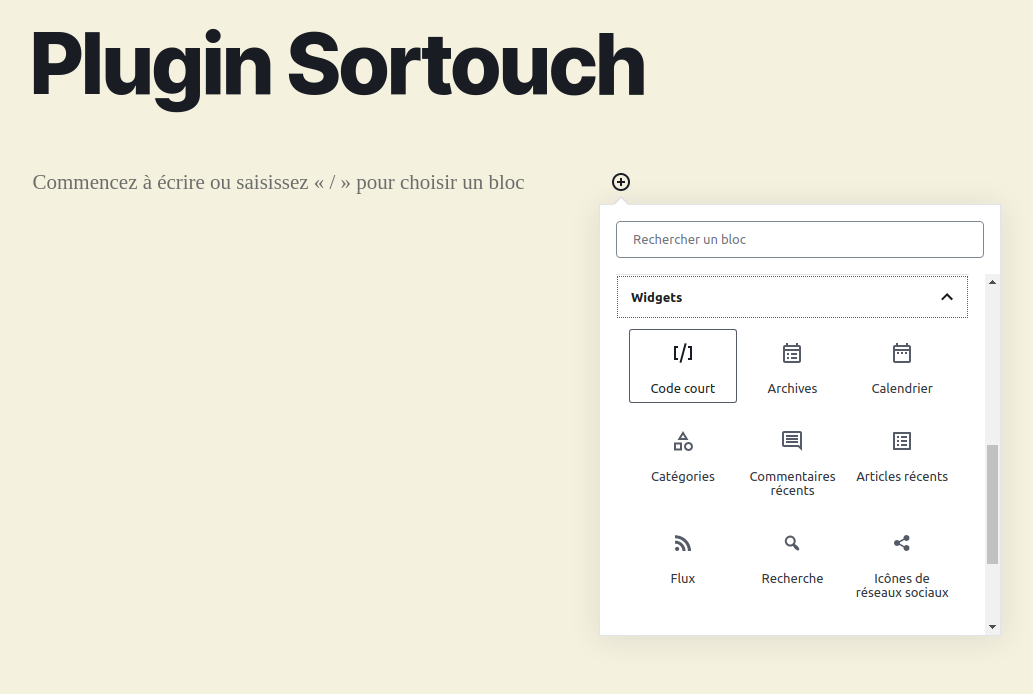 Plugin Sortouch
Commencez à écrire ou saisissez « / » pour choisir un bloc
Rechercher un bloc
Widgets
[/]
Code court
Archives
Calendrier
Catégories
Commentaires
récents
Articles récents
Flux
Recherche
Icônes de
réseaux sociaux